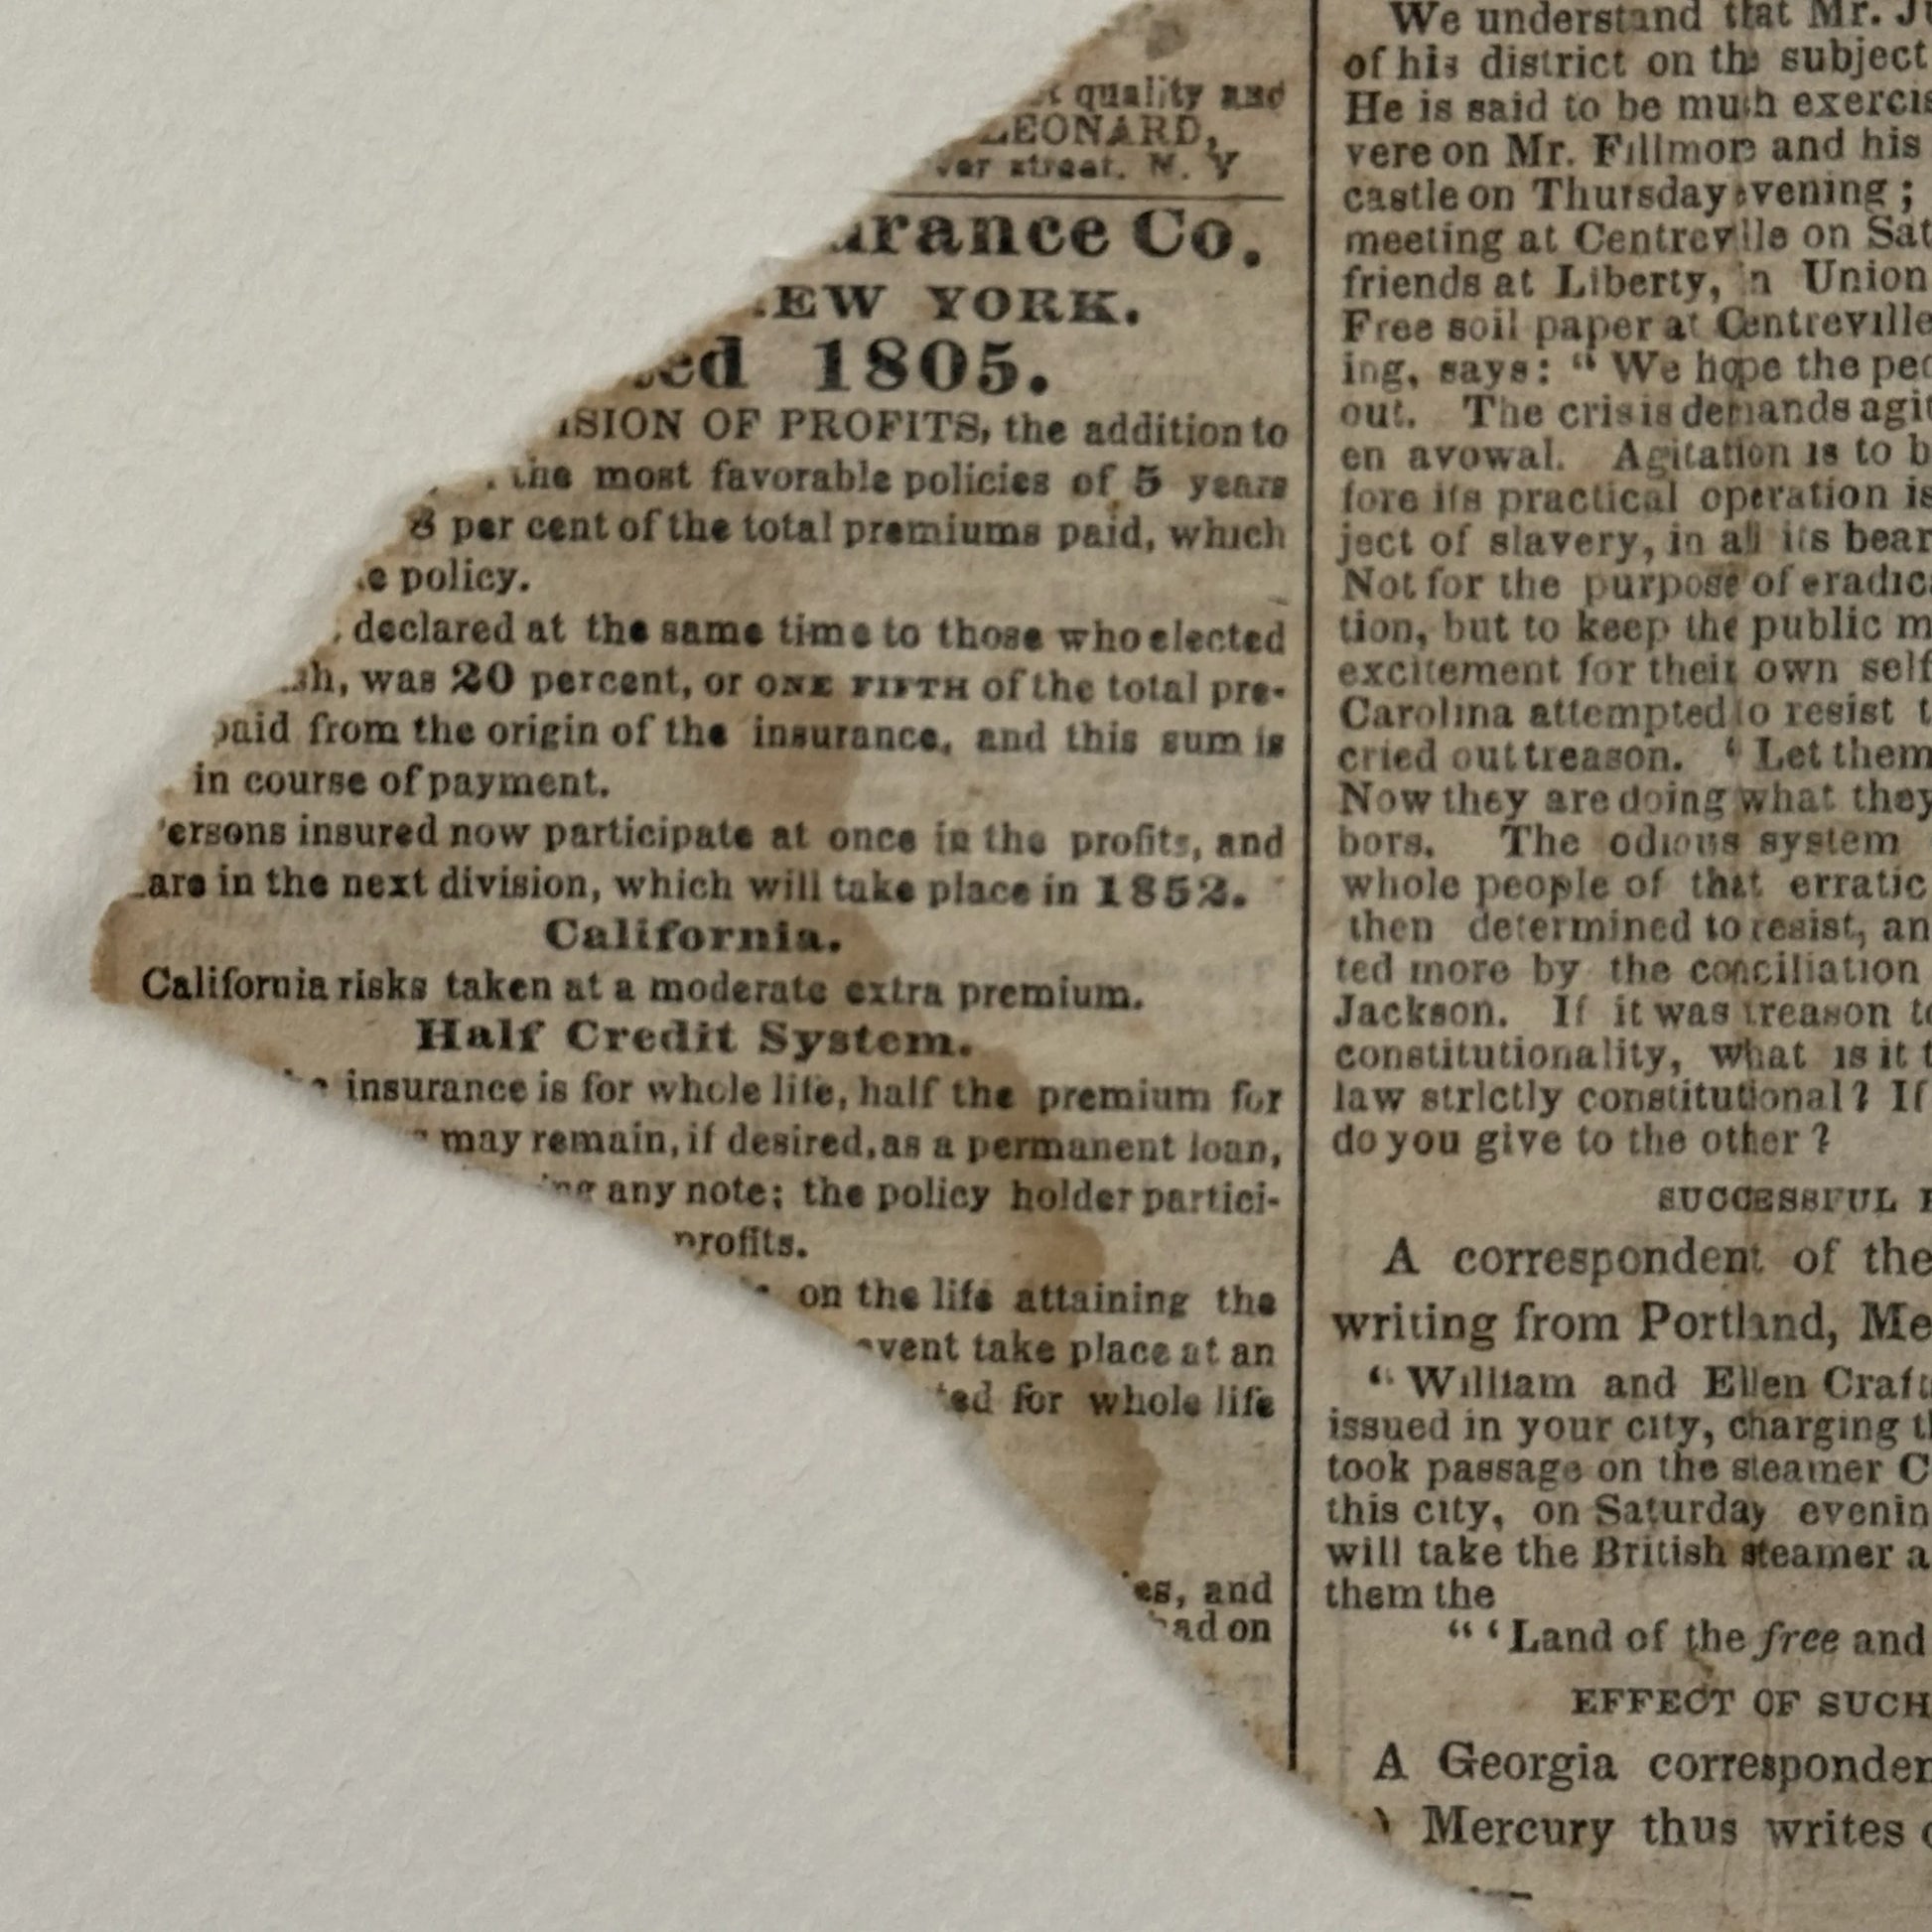 quality and
LEONARD,
street. N. Y
Co.
YORK.
1805.
OF PROFITS, the addition to
the most favorable policies of 5 years
8 per cent of the total premiums paid, which
policy.
declared at the same time to those who elected
was 20 per cent, or ONE FIFTH of the total pre-
paid from the origin of the insurance, and this sum is
in course of payment.
ersons insured now participate at once in the profits, and
are in the next division, which will take place in 1852.
California.
California risks taken at a moderate extra premium.
Half Credit System.
insurance is for whole life, half the premium for
may remain, if desired, as a permanent loan,
any note; the policy holder partici-
profits.
on the life attaining the
event take place at an
for whole life
and
on
We understand that Mr.
of his district on the subject
He is said to be much exercis
vere on Mr. Fillmore and his
castle on Thursday evening;
meeting at Centreville on Sat
friends at Liberty, in Union
Free soil paper at Centreville
ing, says: "We hope the peo
out. The crisis demands agit
en avowal. Agitation is to b
fore its practical operation is
ject of slavery, in all its bear
Not for the purpose of eradica
tion, but to keep the public m
excitement for their own self
Carolina attempted to resist t
cried out treason. 'Let them
Now they are doing what they
bors. The odious system
whole people of that erratic
then determined to resist, an
ted more by the conciliation
Jackson. If it was treason to
constitutionality, what is it t
law strictly constitutional? If
do you give to the other?
SUCCESSFUL
A correspondent of the
writing from Portland, Me
"William and Ellen Crafts
issued in your city, charging th
took passage on the steamer C
this city, on Saturday evenin
will take the British steamer a
them the
"'Land of the free and
EFFECT OF SUCH
A Georgia corresponden
Mercury thus writes